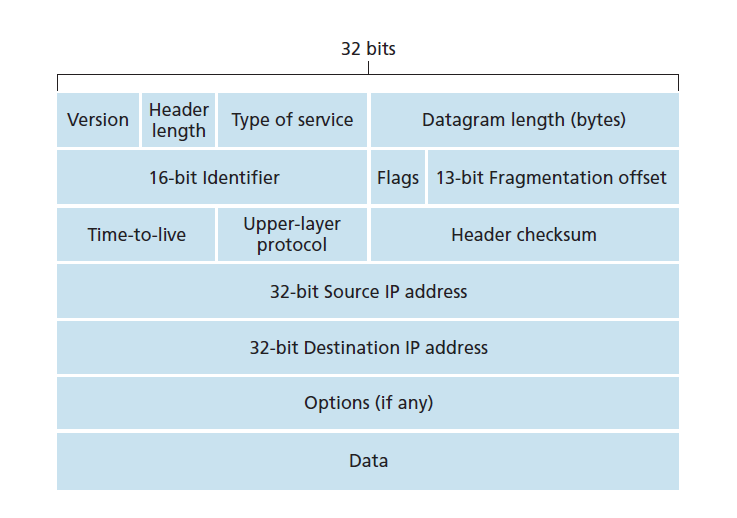 32 bits
Version
Header
length
Type of service
Datagram length (bytes)
16-bit Identifier
Flags
13-bit Fragmentation offset
Time-to-live
Upper-layer
protocol
Header checksum
32-bit Source IP address
32-bit Destination IP address
Options (if any)
Data